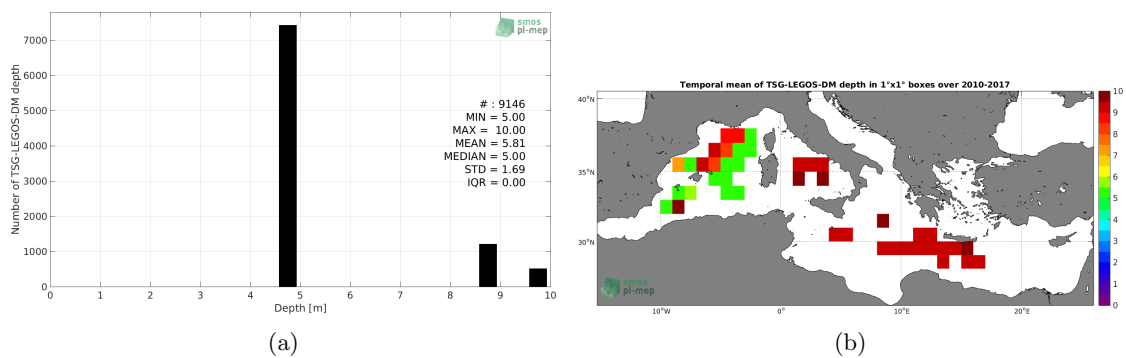 smos
pi-mep
Number of TSG-LEGOS-DM depth
7000
6000
5000
4000
3000
2000
1000
0
# : 9146
MIN = 5.00
MAX = 10.00
MEAN = 5.81
MEDIAN = 5.00
STD = 1.69
IQR = 0.00
0 1 2 3 4 5 6 7 8 9 10
Depth [m]
(a)
Temporal mean of TSG-LEGOS-DM depth in 1°x1° boxes over 2010-2017
40°N
35°N
30°N
10°W 0° 10°E 20°E
10
9
8
7
6
5
4
3
2
1
0
smos
pi-mep
(b)